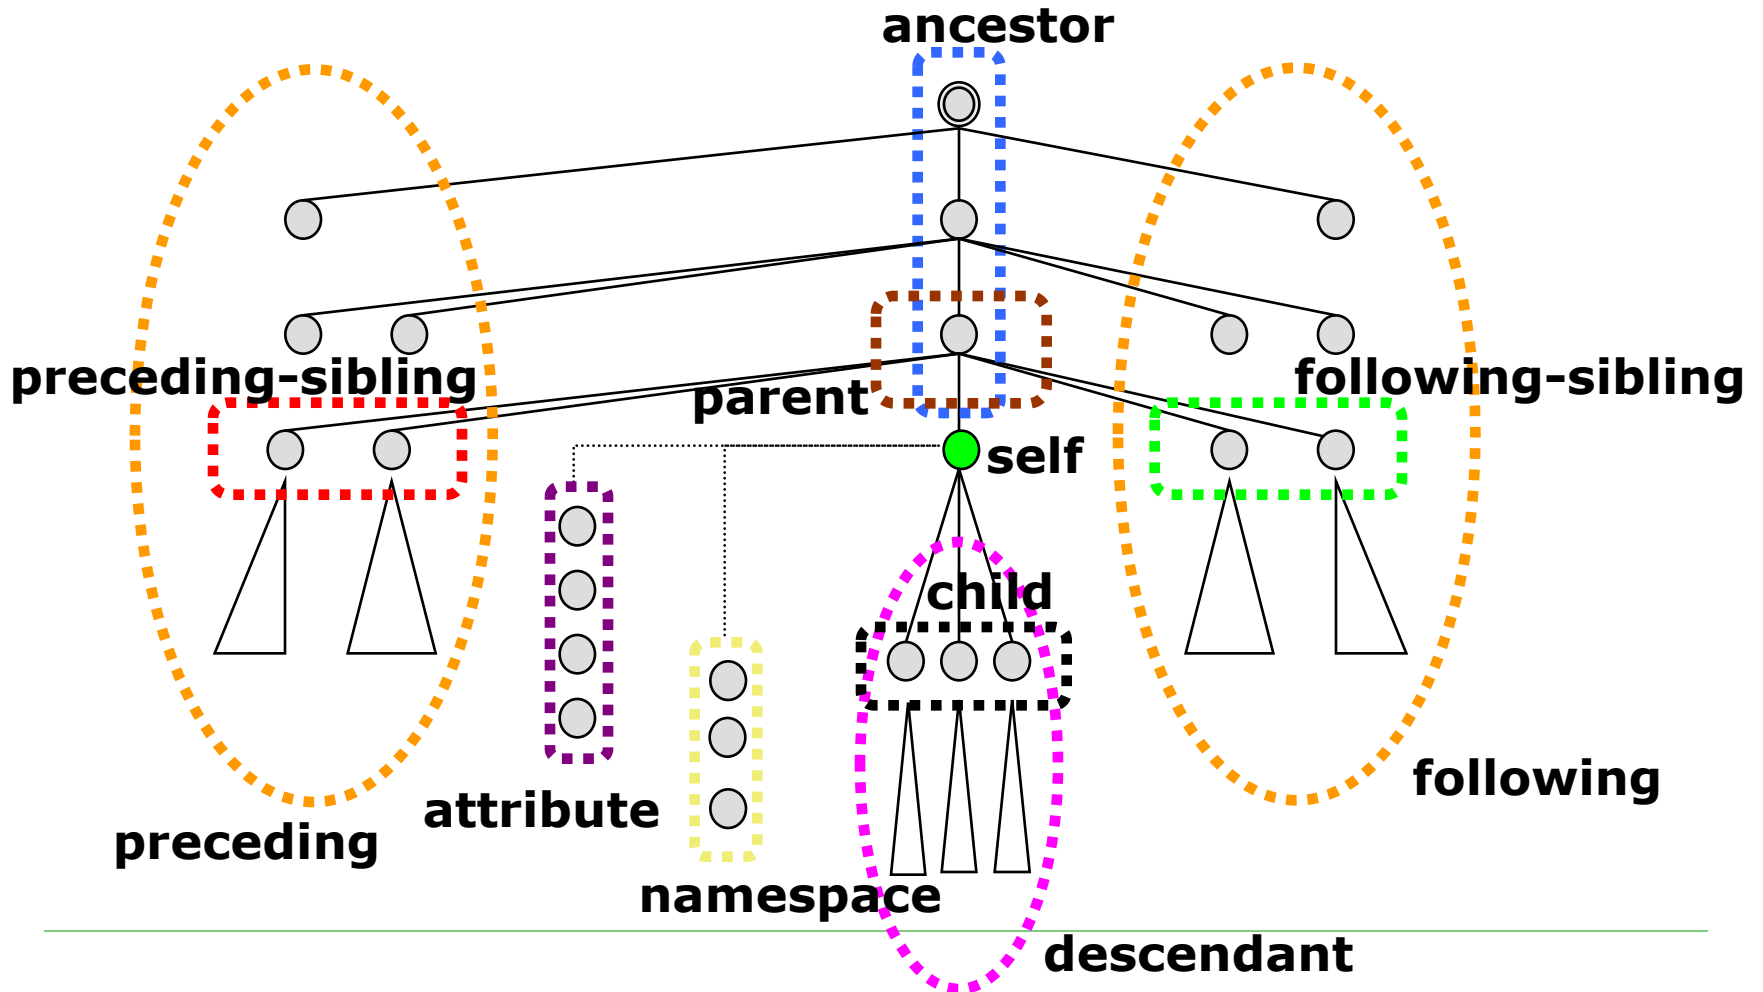 ancestor
preceding-sibling
following-sibling
parent
self
child
following
attribute
preceding
namespace
descendant